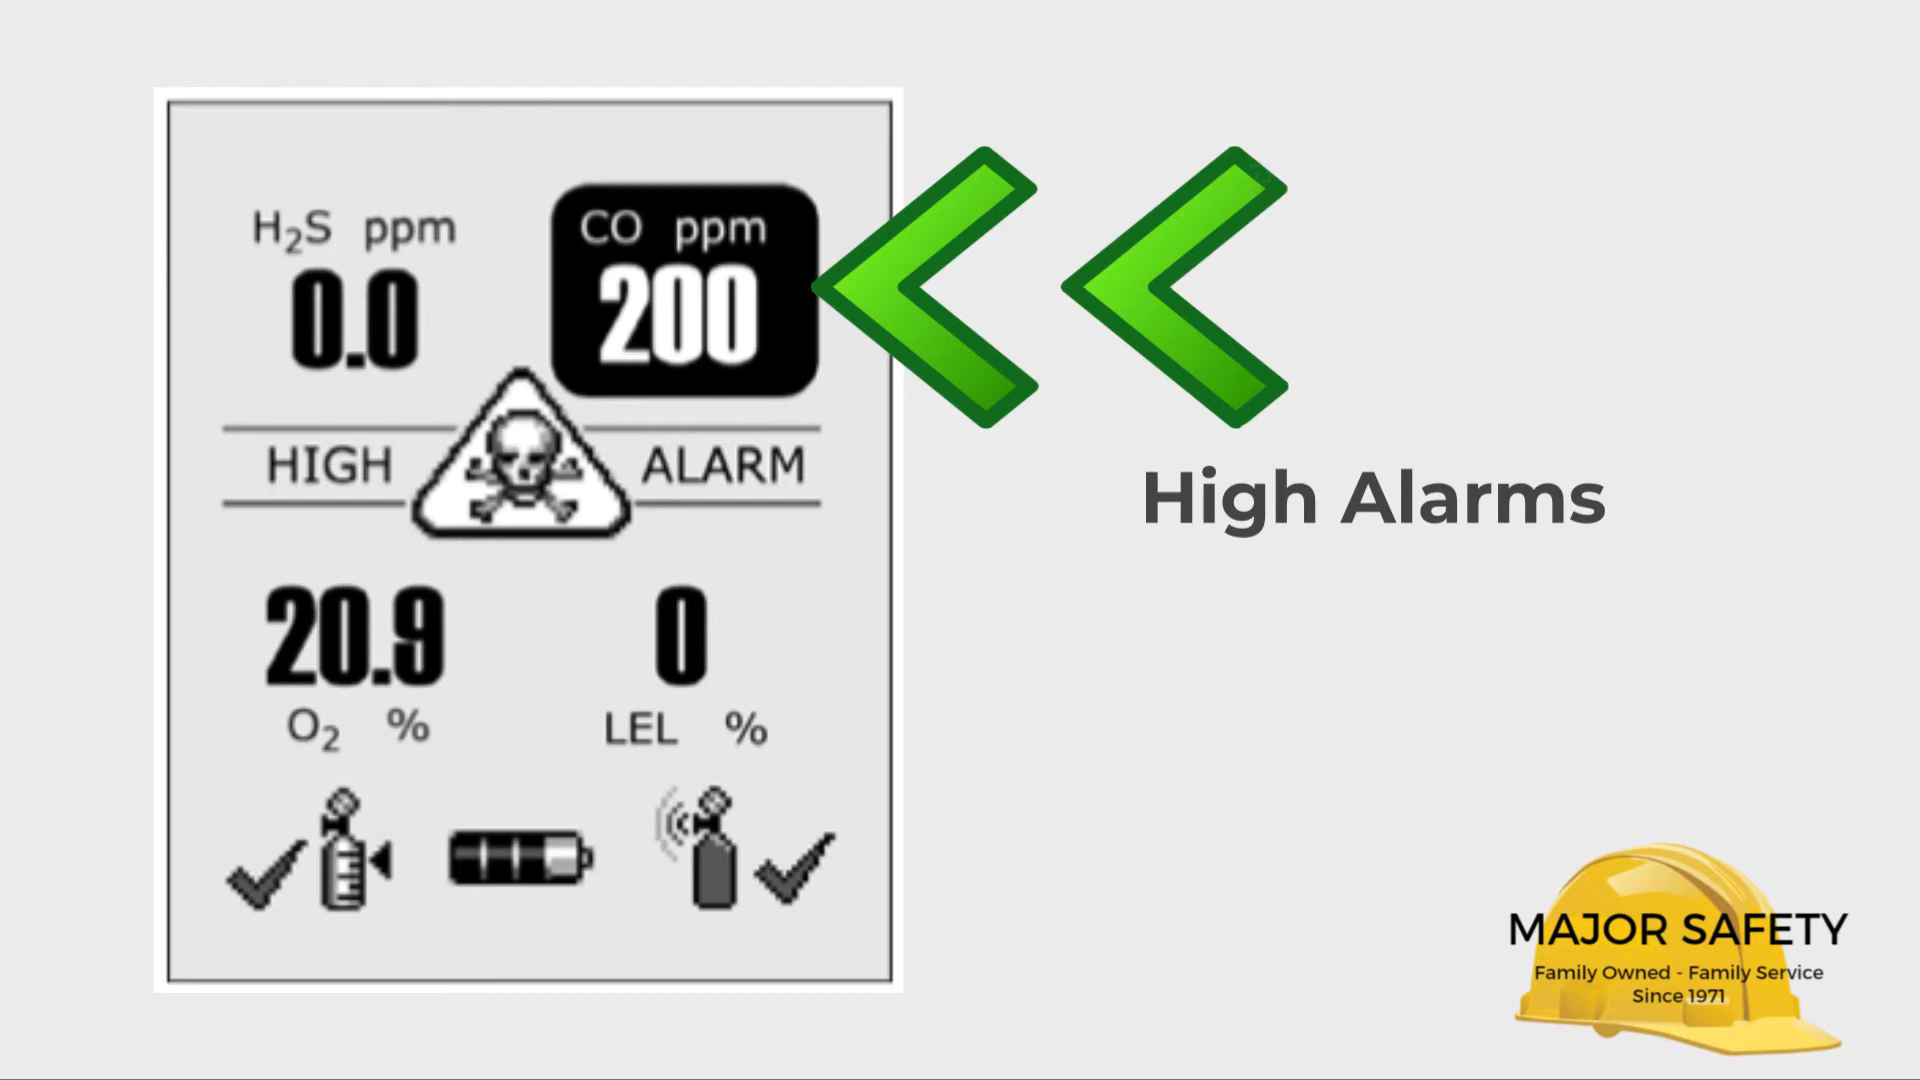 H₂S ppm
0.0
CO ppm
200
HIGH ALARM
High Alarms
20.9
O₂ %
0
LEL %
MAJOR SAFETY
Family Owned - Family Service
Since 1971